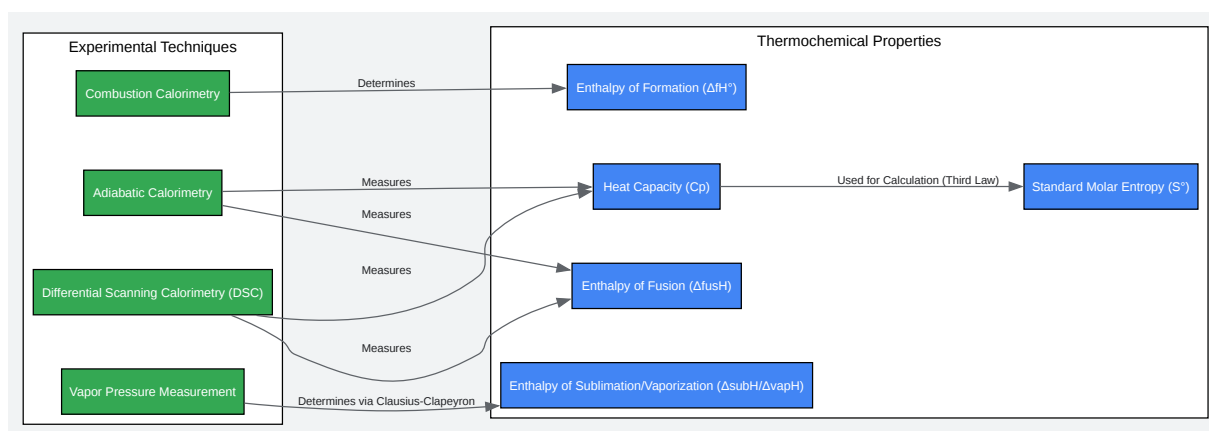 Experimental Techniques
Thermochemical Properties
Combustion Calorimetry
Determines
Enthalpy of Formation (ΔfH°)
Adiabatic Calorimetry
Measures
Heat Capacity (Cp)
Used for Calculation (Third Law)
Standard Molar Entropy (S°)
Measures
Differential Scanning Calorimetry (DSC)
Measures
Enthalpy of Fusion (ΔfusH)
Measures
Vapor Pressure Measurement
Determines via Clausius-Clapeyron
Enthalpy of Sublimation/Vaporization (ΔsubH/ΔvapH)